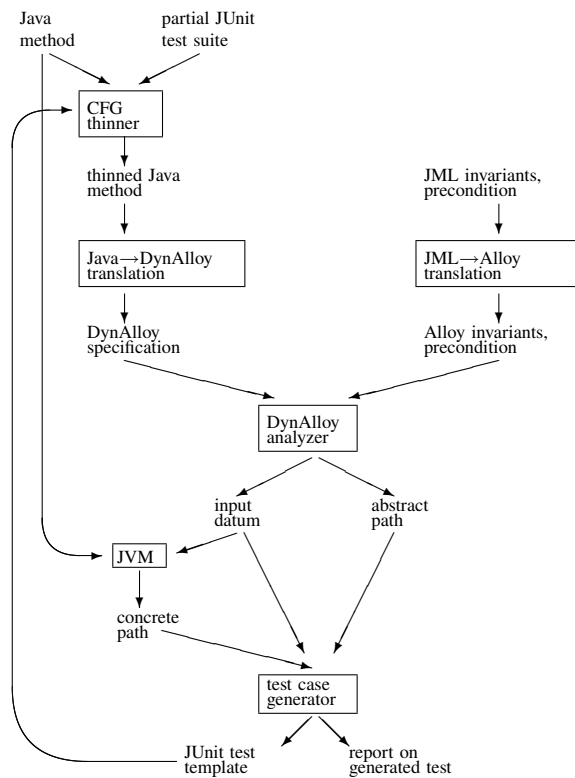 Java
method
partial JUnit
test suite
CFG
thinner
thinned Java
method
JML invariants,
precondition
Java→DynAlloy
translation
JML→Alloy
translation
DynAlloy
specification
Alloy invariants,
precondition
DynAlloy
analyzer
input
datum
abstract
path
JVM
concrete
path
test case
generator
JUnit test
template
report on
generated test